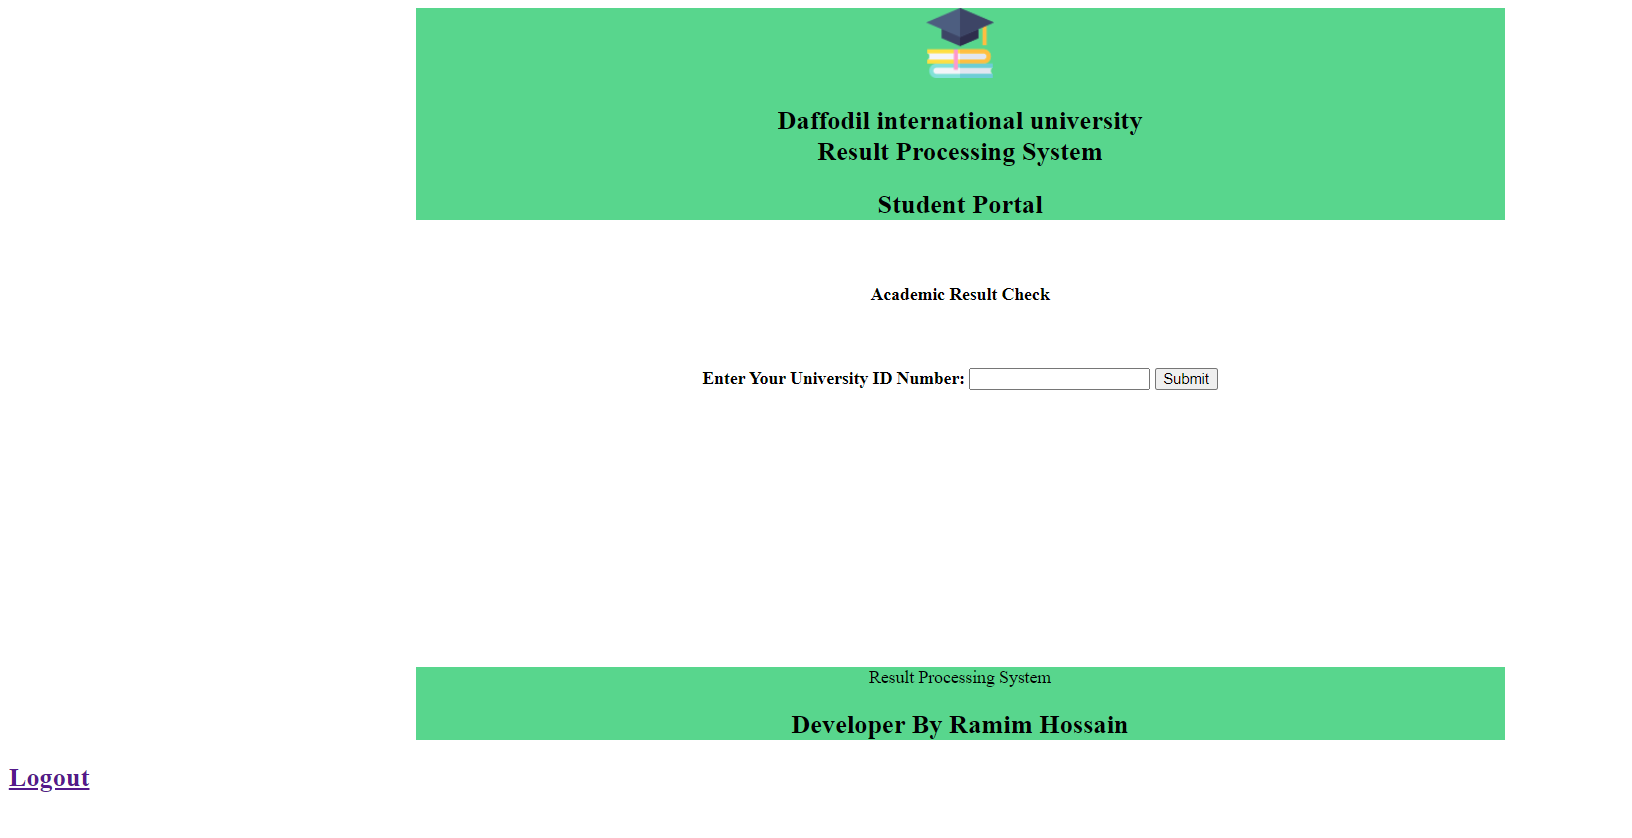 Daffodil international university
Result Processing System
Student Portal
Academic Result Check
Enter Your University ID Number: Submit
Result Processing System
Developer By Ramim Hossain
Logout